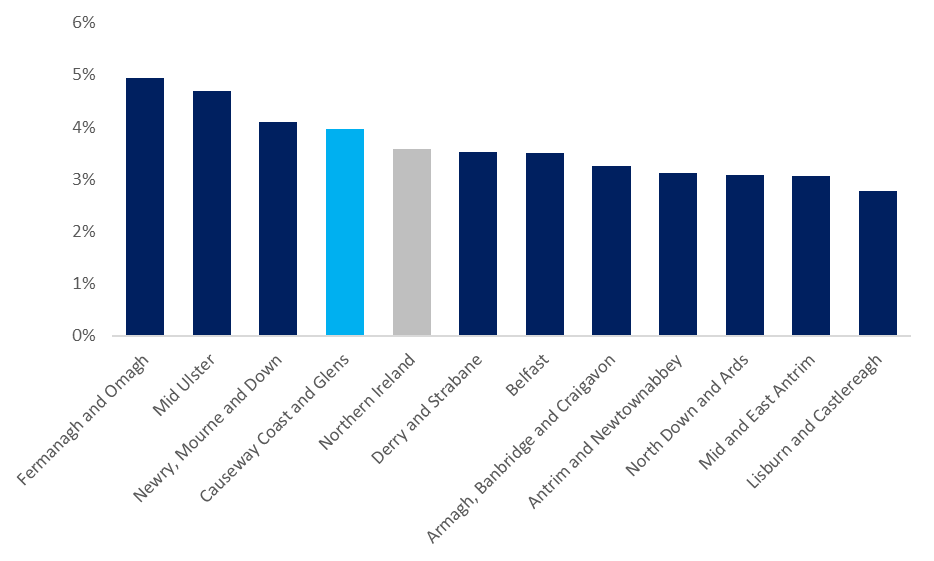 6%
5%
4%
3%
2%
1%
0%
Fermanagh and Omagh
Mid Ulster
Newry, Mourne and Down
Causeway Coast and Glens
Northern Ireland
Derry and Strabane
Belfast
Armagh, Banbridge and Craigavon
Antrim and Newtownabbey
North Down and Ards
Mid and East Antrim
Lisburn and Castlereagh